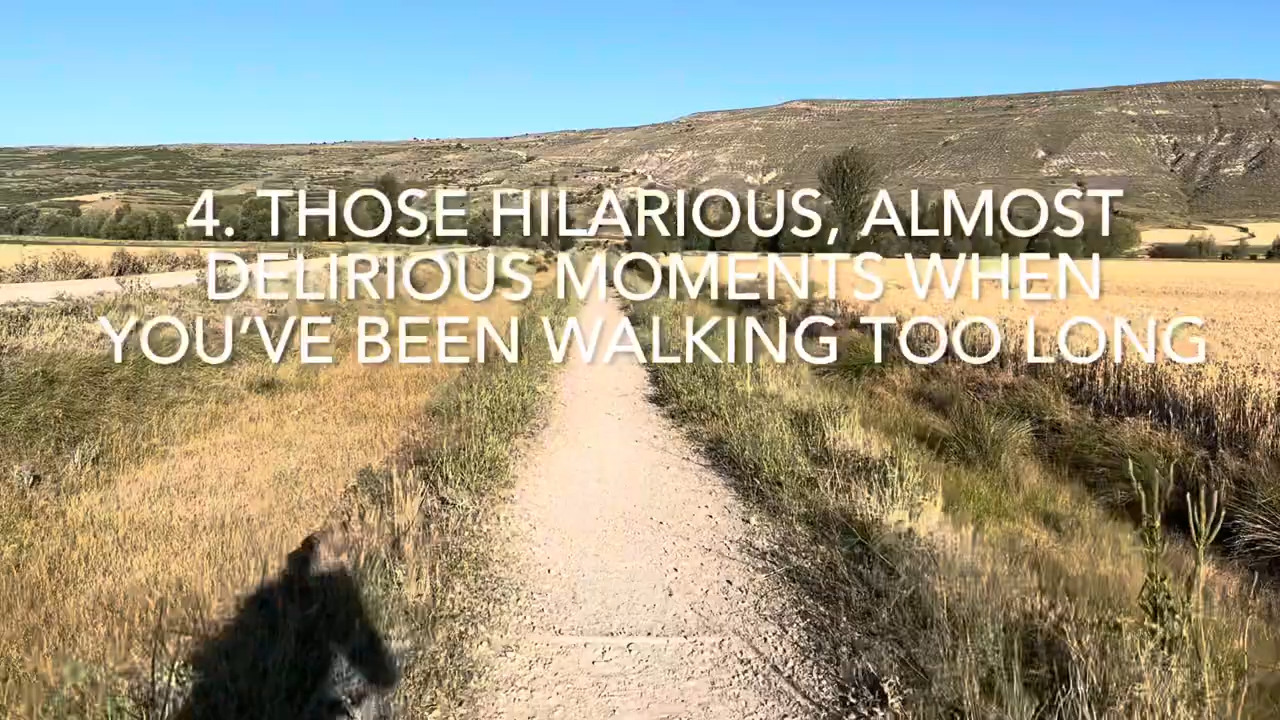 4. THOSE HILARIOUS, ALMOST
DELIRIOUS MOMENTS WHEN
YOU'VE BEEN WALKING TOO LONG